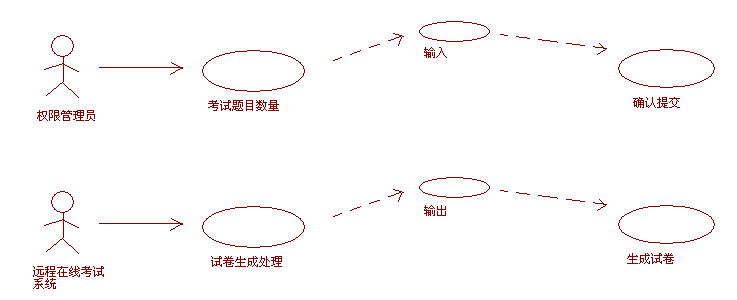 输入
考试题目数量
确认提交
权限管理员
输出
试卷生成处理
生成试卷
远程在线考试
系统